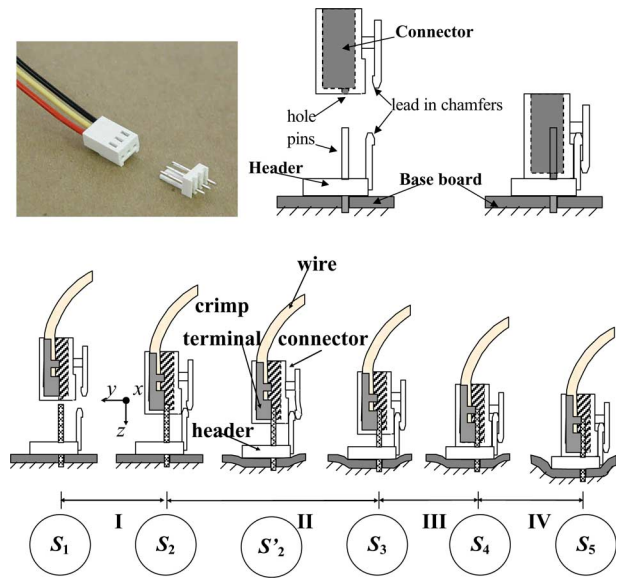 Connector
hole
lead in chamfers
pins
Header
Base board
wire
crimp
terminal
connector
y x
z
header
I II III IV
S1 S2 S'2 S3 S4 S5